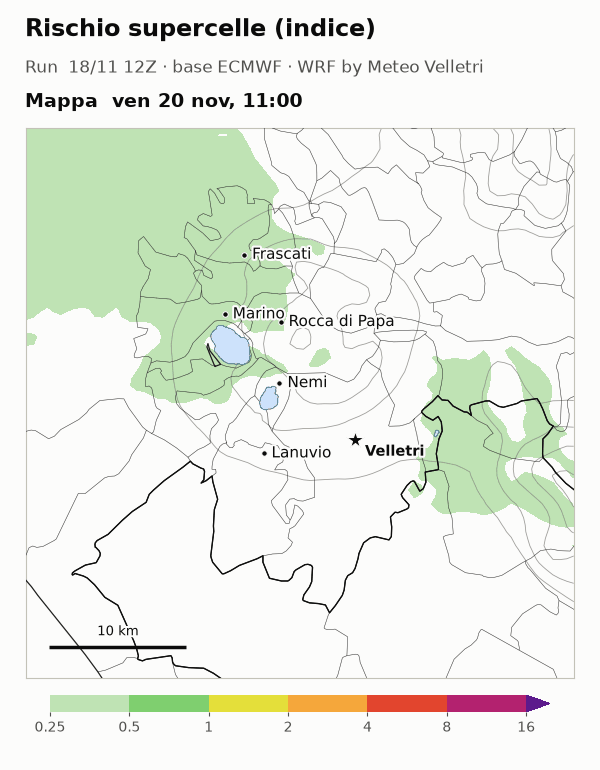 Rischio supercelle (indice)
Run  18/11 12Z · base ECMWF · WRF by Meteo Velletri
Mappa  ven 20 nov, 11:00
Frascati
Marino
Rocca di Papa
Nemi
Velletri
Lanuvio
10 km
0.25 0.5 1 2 4 8 16